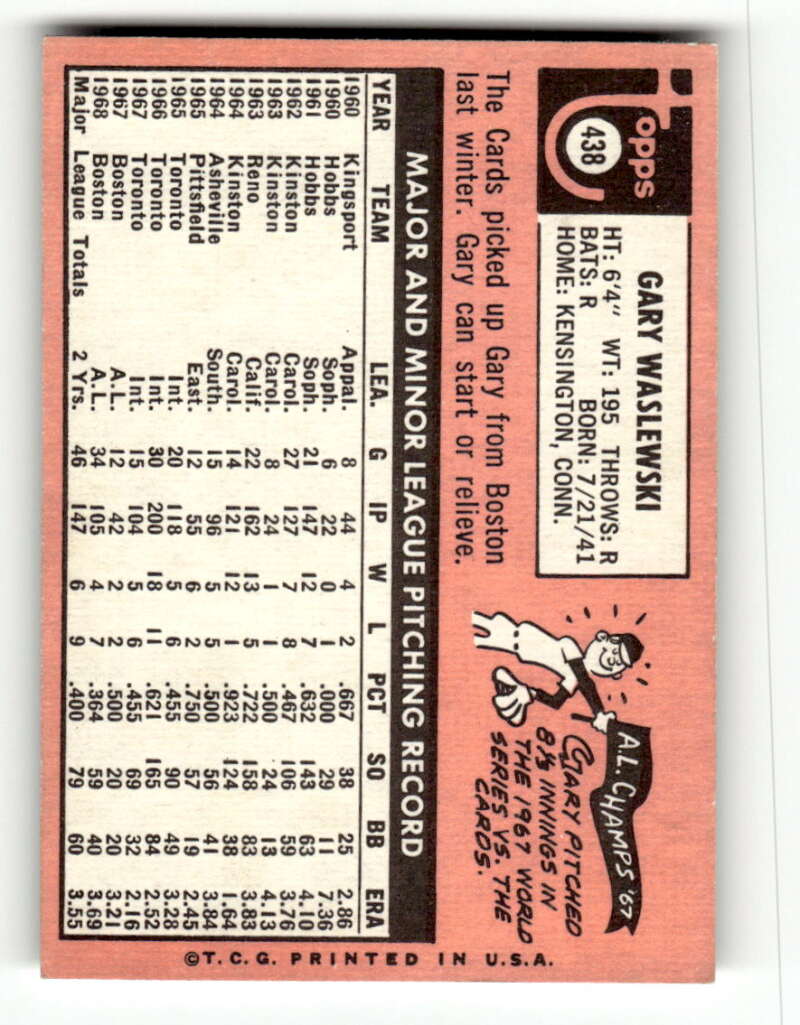 Topps
438
GARY WASLEWSKI
HT: 6'4" WT: 195 THROWS: R
BATS: R BORN: 7/21/41
HOME: KENSINGTON, CONN.
The Cards picked up Gary from Boston
last winter. Gary can start or relieve.
A.L. CHAMPS '67
GARY PITCHED
8⅓ INNINGS IN
THE 1967 WORLD
SERIES VS. THE
CARDS.
MAJOR AND MINOR LEAGUE PITCHING RECORD
YEAR TEAM LEA. G IP W L PCT SO BB ERA
1960 Kingsport Appal. 8 44 4 2 .667 38 25 2.86
1960 Hobbs Soph. 6 22 0 1 .000 29 11 7.36
1961 Hobbs Soph. 21 147 12 7 .632 143 63 4.10
1962 Kinston Carol. 27 127 7 8 .467 106 59 3.76
1963 Kinston Carol. 8 24 1 1 .500 24 13 4.13
1963 Reno Calif. 22 162 13 5 .722 158 83 3.83
1964 Kinston Carol. 14 121 12 1 .923 124 38 1.64
1964 Asheville South. 15 96 5 5 .500 56 41 3.84
1965 Pittsfield East. 12 55 6 2 .750 57 19 2.45
1965 Toronto Int. 20 118 5 6 .455 90 49 3.28
1966 Toronto Int. 30 200 18 11 .621 165 84 2.52
1967 Toronto Int. 15 104 5 6 .455 69 32 2.16
1967 Boston A.L. 12 42 2 2 .500 20 20 3.21
1968 Boston A.L. 34 105 4 7 .364 59 40 3.69
Major League Totals 2 Yrs. 46 147 6 9 .400 79 60 3.55
©T.C.G. PRINTED IN U.S.A.